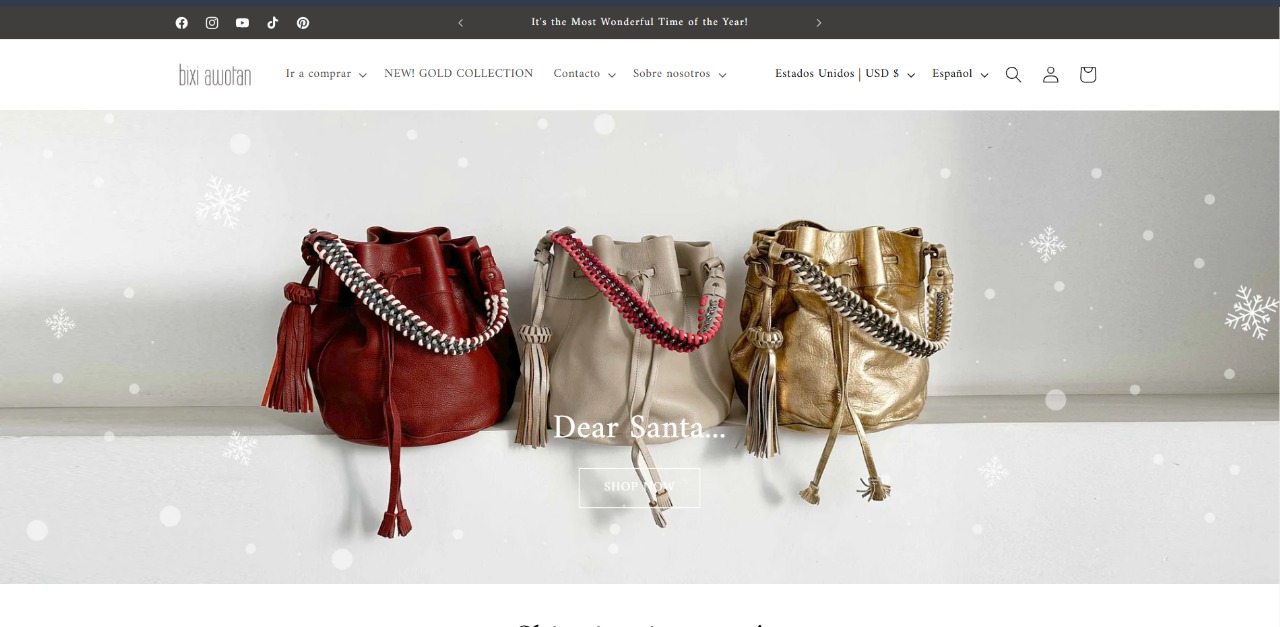 It's the Most Wonderful Time of the Year!
bixi awotan
Ir a comprar
NEW! GOLD COLLECTION
Contacto
Sobre nosotros
Estados Unidos | USD $
Español
Dear Santa...
SHOP NOW